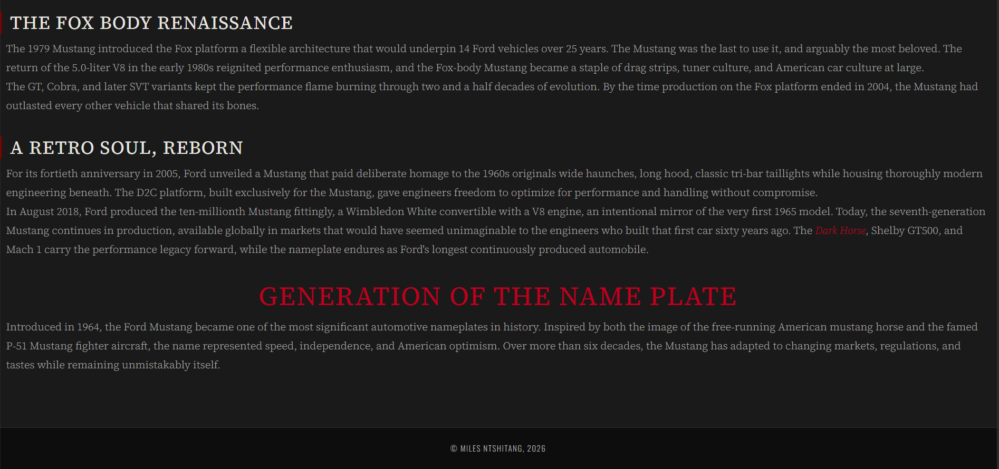 THE FOX BODY RENAISSANCE
The 1979 Mustang introduced the Fox platform a flexible architecture that would underpin 14 Ford vehicles over 25 years. The Mustang was the last to use it, and arguably the most beloved. The
return of the 5.0-liter V8 in the early 1980s reignited performance enthusiasm, and the Fox-body Mustang became a staple of drag strips, tuner culture, and American car culture at large.
The GT, Cobra, and later SVT variants kept the performance flame burning through two and a half decades of evolution. By the time production on the Fox platform ended in 2004, the Mustang had
outlasted every other vehicle that shared its bones.
A RETRO SOUL, REBORN
For its fortieth anniversary in 2005, Ford unveiled a Mustang that paid deliberate homage to the 1960s originals wide haunches, long hood, classic tri-bar taillights while housing thoroughly modern
engineering beneath. The D2C platform, built exclusively for the Mustang, gave engineers freedom to optimize for performance and handling without compromise.
In August 2018, Ford produced the ten-millionth Mustang fittingly, a Wimbledon White convertible with a V8 engine, an intentional mirror of the very first 1965 model. Today, the seventh-generation
Mustang continues in production, available globally in markets that would have seemed unimaginable to the engineers who built that first car sixty years ago. The Dark Horse, Shelby GT500, and
Mach 1 carry the performance legacy forward, while the nameplate endures as Ford's longest continuously produced automobile.
GENERATION OF THE NAME PLATE
Introduced in 1964, the Ford Mustang became one of the most significant automotive nameplates in history. Inspired by both the image of the free-running American mustang horse and the famed
P-51 Mustang fighter aircraft, the name represented speed, independence, and American optimism. Over more than six decades, the Mustang has adapted to changing markets, regulations, and
tastes while remaining unmistakably itself.
© MILES NTSHITANG, 2026